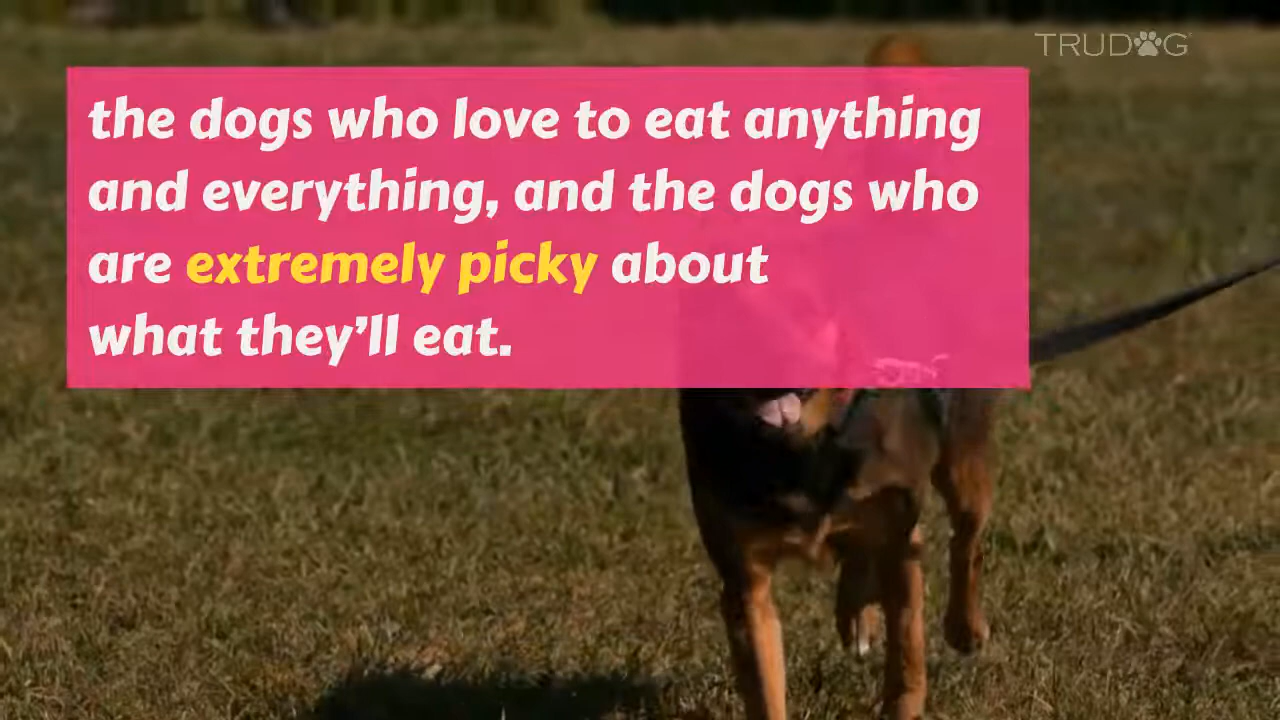 TRUDOG
the dogs who love to eat anything
and everything, and the dogs who
are extremely picky about
what they’ll eat.